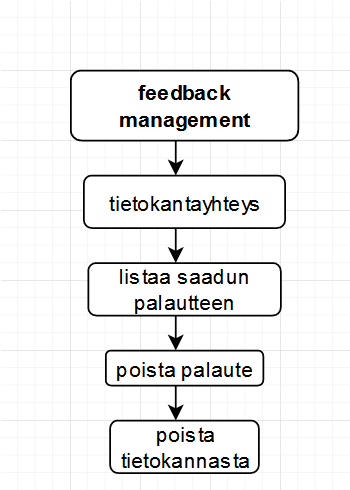 feedback
management
tietokantayhteys
listaa saadun
palautteen
poista palaute
poista
tietokannasta